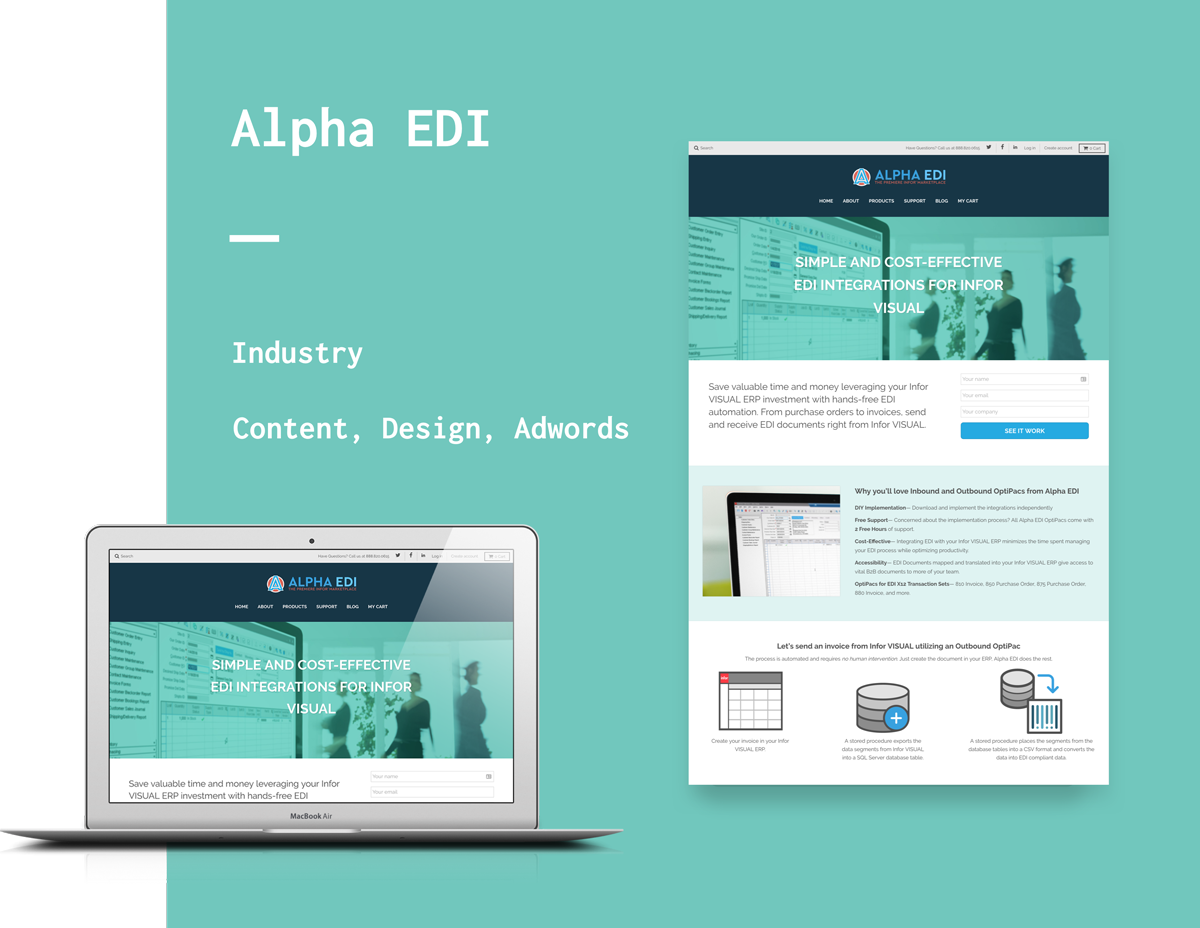 Alpha EDI
Industry
Content, Design, Adwords
Search
Have Questions? Call us at 888.600.0825
Log in
Create account
0 Cart
ALPHA EDI
THE PREMIERE INFOR MARKETPLACE
HOME ABOUT PRODUCTS SUPPORT BLOG MY CART
SIMPLE AND COST-EFFECTIVE
EDI INTEGRATIONS FOR INFOR
VISUAL
Save valuable time and money leveraging your Infor
VISUAL ERP investment with hands-free EDI
automation. From purchase orders to invoices, send
and receive EDI documents right from Infor VISUAL.
Your name
Your email
Your company
SEE IT WORK
Why you'll love Inbound and Outbound OptiPacs from Alpha EDI
DIY Implementation— Download and implement the integrations independently
Free Support— Concerned about the implementation process? All Alpha EDI OptiPacs come with
2 Free Hours of support.
Cost-Effective— Integrating EDI with your Infor VISUAL ERP minimizes the time spent managing
your EDI process while optimizing productivity.
Accessibility— EDI Documents mapped and translated into your Infor VISUAL ERP give access to
vital B2B documents to more of your team.
OptiPacs for EDI X12 Transaction Sets— 810 Invoice, 850 Purchase Order, 875 Purchase Order,
880 Invoice, and more.
Let's send an invoice from Infor VISUAL utilizing an Outbound OptiPac
The process is automated and requires no human intervention. Just create the document in your ERP, Alpha EDI does the rest.
NEW
Create your invoice in your Infor
VISUAL ERP.
A stored procedure exports the
data segments from Infor VISUAL
into a SQL Server database table.
A stored procedure places the segments from the
database tables into a CSV format and converts the
data into EDI compliant data.
Search
Log in
Create account
ALPHA EDI
THE PREMIERE INFOR MARKETPLACE
HOME ABOUT PRODUCTS SUPPORT BLOG MY CART
SIMPLE AND COST-EFFECTIVE
EDI INTEGRATIONS FOR INFOR
VISUAL
Save valuable time and money leveraging your Infor
VISUAL ERP investment with hands-free EDI
Your name
Your email
MacBook Air